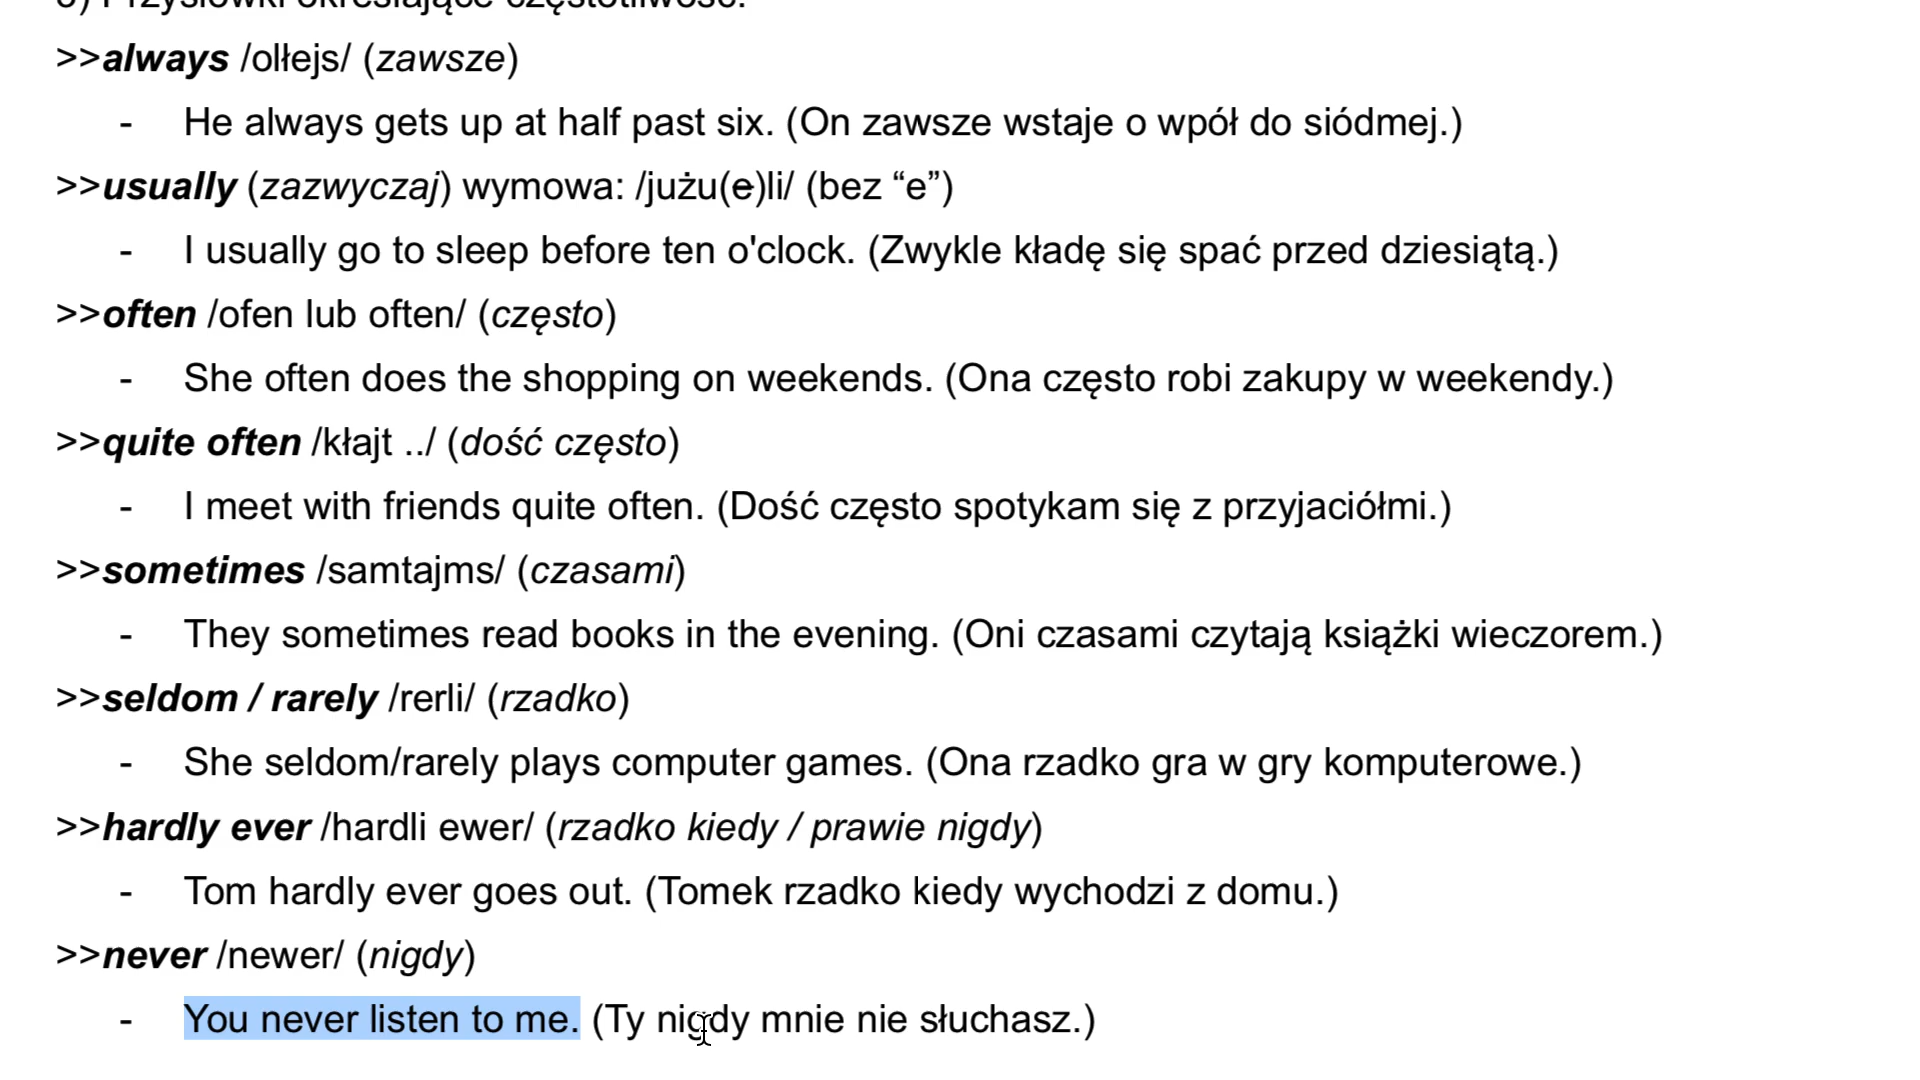 Przysłówki określające częstotliwość:
>>always /olłejs/ (zawsze)
- He always gets up at half past six. (On zawsze wstaje o wpół do siódmej.)
>>usually (zazwyczaj) wymowa: /jużu(e)li/ (bez “e”)
- I usually go to sleep before ten o'clock. (Zwykle kładę się spać przed dziesiątą.)
>>often /ofen lub often/ (często)
- She often does the shopping on weekends. (Ona często robi zakupy w weekendy.)
>>quite often /kłajt ../ (dość często)
- I meet with friends quite often. (Dość często spotykam się z przyjaciółmi.)
>>sometimes /samtajms/ (czasami)
- They sometimes read books in the evening. (Oni czasami czytają książki wieczorem.)
>>seldom / rarely /rerli/ (rzadko)
- She seldom/rarely plays computer games. (Ona rzadko gra w gry komputerowe.)
>>hardly ever /hardli ewer/ (rzadko kiedy / prawie nigdy)
- Tom hardly ever goes out. (Tomek rzadko kiedy wychodzi z domu.)
>>never /newer/ (nigdy)
- You never listen to me. (Ty nigdy mnie nie słuchasz.)